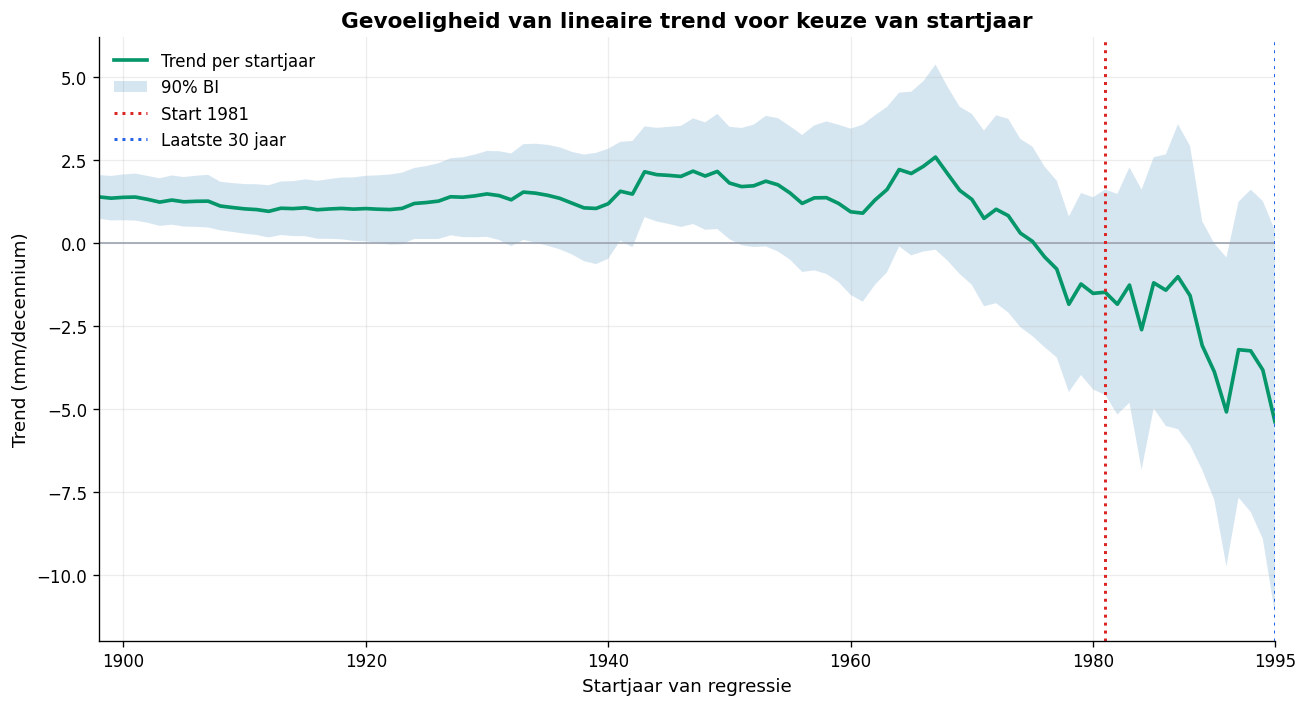 Gevoeligheid van lineaire trend voor keuze van startjaar
Trend per startjaar
90% BI
Start 1981
Laatste 30 jaar
Trend (mm/decennium)
5.0
2.5
0.0
−2.5
−5.0
−7.5
−10.0
1900 1920 1940 1960 1980 1995
Startjaar van regressie